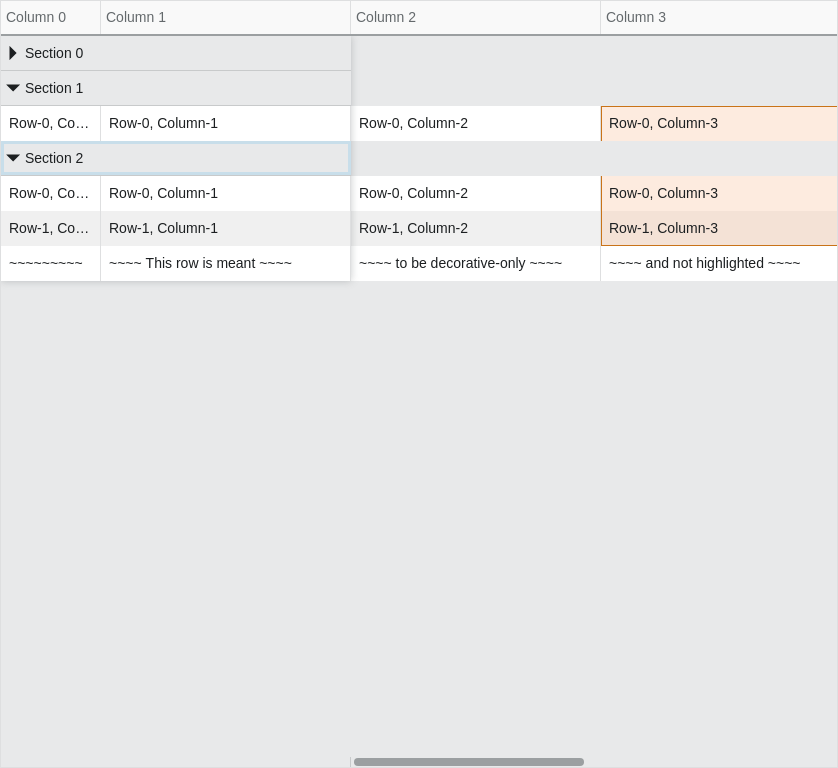 Column 0 Column 1 Column 2 Column 3
Section 0
Section 1
Row-0, Co… Row-0, Column-1 Row-0, Column-2 Row-0, Column-3
Section 2
Row-0, Co… Row-0, Column-1 Row-0, Column-2 Row-0, Column-3
Row-1, Co… Row-1, Column-1 Row-1, Column-2 Row-1, Column-3
~~~~~~~~~ ~~~~ This row is meant ~~~~ ~~~~ to be decorative-only ~~~~ ~~~~ and not highlighted ~~~~